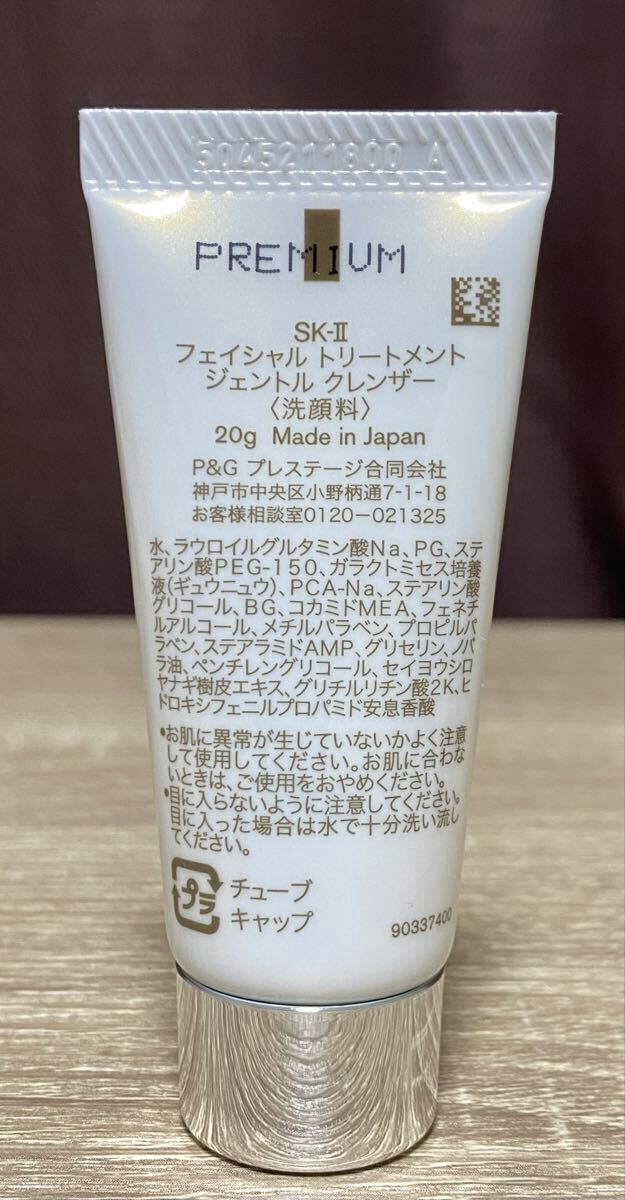 5045211800 A
PREMIUM
SK-Ⅱ
フェイシャル トリートメント
ジェントル クレンザー
〈洗顔料〉
20g Made in Japan
P&G プレステージ合同会社
神戸市中央区小野柄通7-1-18
お客様相談室0120-021325
水、ラウロイルグルタミン酸Na、PG、ステ
アリン酸PEG-150、ガラクトミセス培養
液(ギュウニュウ)、PCA-Na、ステアリン酸
グリコール、BG、コカミドMEA、フェネチ
ルアルコール、メチルパラベン、プロピルパ
ラベン、ステアラミドAMP、グリセリン、ノバ
ラ油、ペンチレングリコール、セイヨウシロ
ヤナギ樹皮エキス、グリチルリチン酸2K、ヒ
ドロキシフェニルプロパミド安息香酸
•お肌に異常が生じていないかよく注意
して使用してください。お肌に合わな
いときは、ご使用をおやめください。
•目に入らないように注意してください。
目に入った場合は水で十分洗い流し
てください。
プラ
チューブ
キャップ
90337400